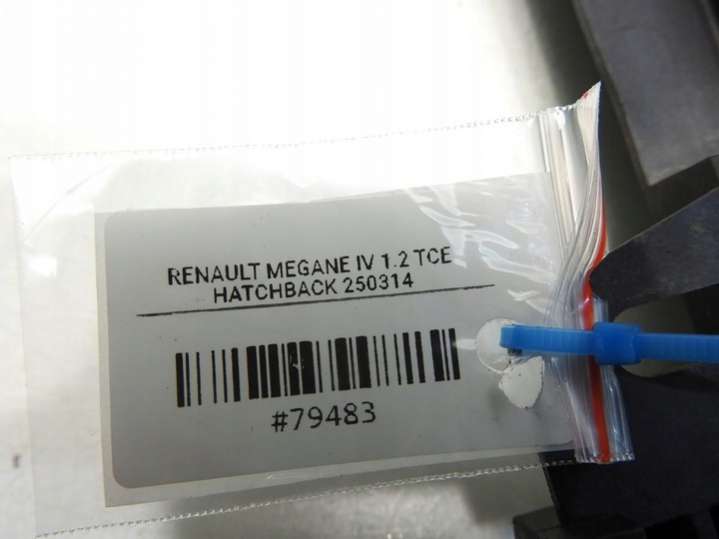 RENAULT MEGANE IV 1.2 TCE
HATCHBACK 250314
#79483